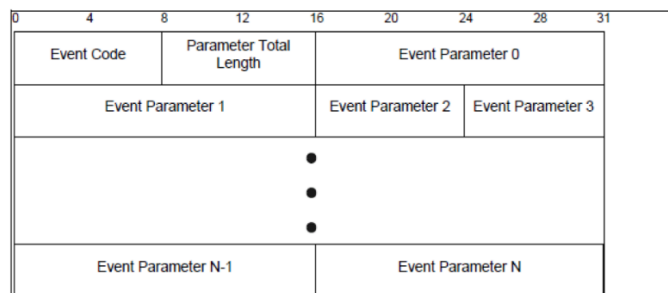 0 4 8 12 16 20 24 28 31
Event Code
Parameter Total
Length
Event Parameter 0
Event Parameter 1
Event Parameter 2
Event Parameter 3
Event Parameter N-1
Event Parameter N